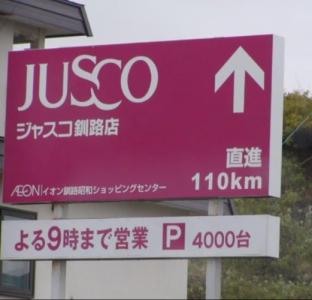 JUSCO
ジャスコ釧路店
直進
110km
AEON イオン釧路昭和ショッピングセンター
よる9時まで営業 P 4000台